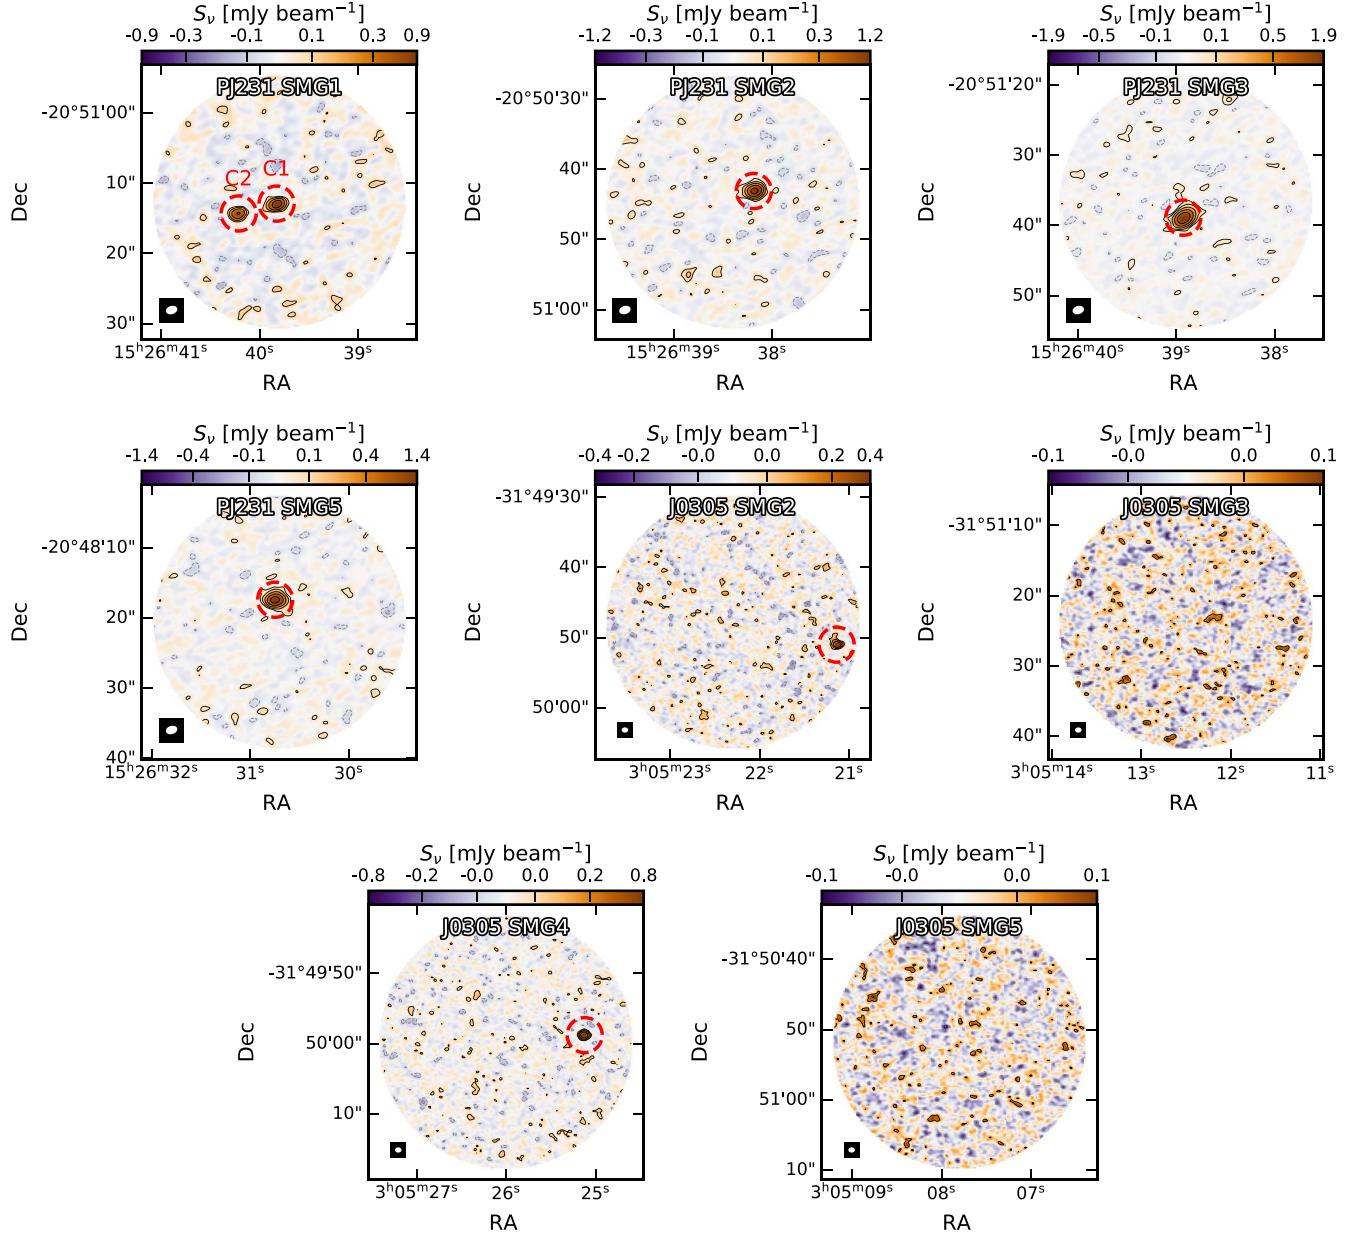 S_ν [mJy beam⁻¹]
-0.9 -0.3 -0.1 0.1 0.3 0.9
PJ231 SMG1
C2 C1
Dec
-20°51'00"
10"
20"
30"
15ʰ26ᵐ41ˢ 40ˢ 39ˢ
RA
S_ν [mJy beam⁻¹]
-1.2 -0.3 -0.1 0.1 0.3 1.2
PJ231 SMG2
Dec
-20°50'30"
40"
50"
51'00"
15ʰ26ᵐ39ˢ 38ˢ
RA
S_ν [mJy beam⁻¹]
-1.9 -0.5 -0.1 0.1 0.5 1.9
PJ231 SMG3
Dec
-20°51'20"
30"
40"
50"
15ʰ26ᵐ40ˢ 39ˢ 38ˢ
RA
S_ν [mJy beam⁻¹]
-1.4 -0.4 -0.1 0.1 0.4 1.4
PJ231 SMG5
Dec
-20°48'10"
20"
30"
40"
15ʰ26ᵐ32ˢ 31ˢ 30ˢ
RA
S_ν [mJy beam⁻¹]
-0.4 -0.2 -0.0 0.0 0.2 0.4
J0305 SMG2
Dec
-31°49'30"
40"
50"
50'00"
3ʰ05ᵐ23ˢ 22ˢ 21ˢ
RA
S_ν [mJy beam⁻¹]
-0.1 -0.0 0.0 0.1
J0305 SMG3
Dec
-31°51'10"
20"
30"
40"
3ʰ05ᵐ14ˢ 13ˢ 12ˢ 11ˢ
RA
S_ν [mJy beam⁻¹]
-0.8 -0.2 -0.0 0.0 0.2 0.8
J0305 SMG4
Dec
-31°49'50"
50'00"
10"
3ʰ05ᵐ27ˢ 26ˢ 25ˢ
RA
S_ν [mJy beam⁻¹]
-0.1 -0.0 0.0 0.1
J0305 SMG5
Dec
-31°50'40"
50"
51'00"
10"
3ʰ05ᵐ09ˢ 08ˢ 07ˢ
RA